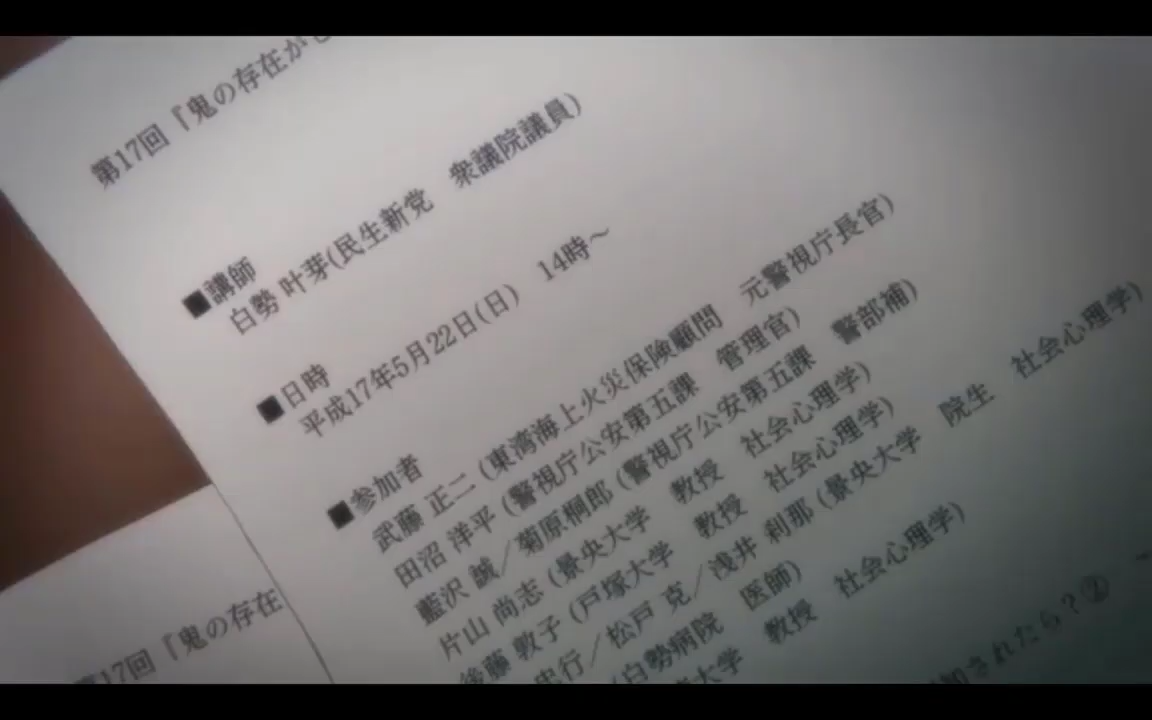 第17回『鬼の存在が
■講師
白勢 叶芽(民生新党　衆議院議員)
■日時
平成17年5月22日(日)　14時～
■参加者
武藤 正二 (東湾海上火災保険顧問　元警視庁長官)
田沼 洋平 (警視庁公安第五課　管理官)
藍沢 誠／菊原桐郎 (警視庁公安第五課　警部補)
片山 尚志 (景央大学　教授　社会心理学)
後藤 敦子 (戸塚大学　教授　社会心理学)
忠行／松戸 克／浅井 刹那 (景央大学　院生　社会心理学)
(白勢病院　医師)
央大学　教授　社会心理学)
知されたら？②
第17回『鬼の存在